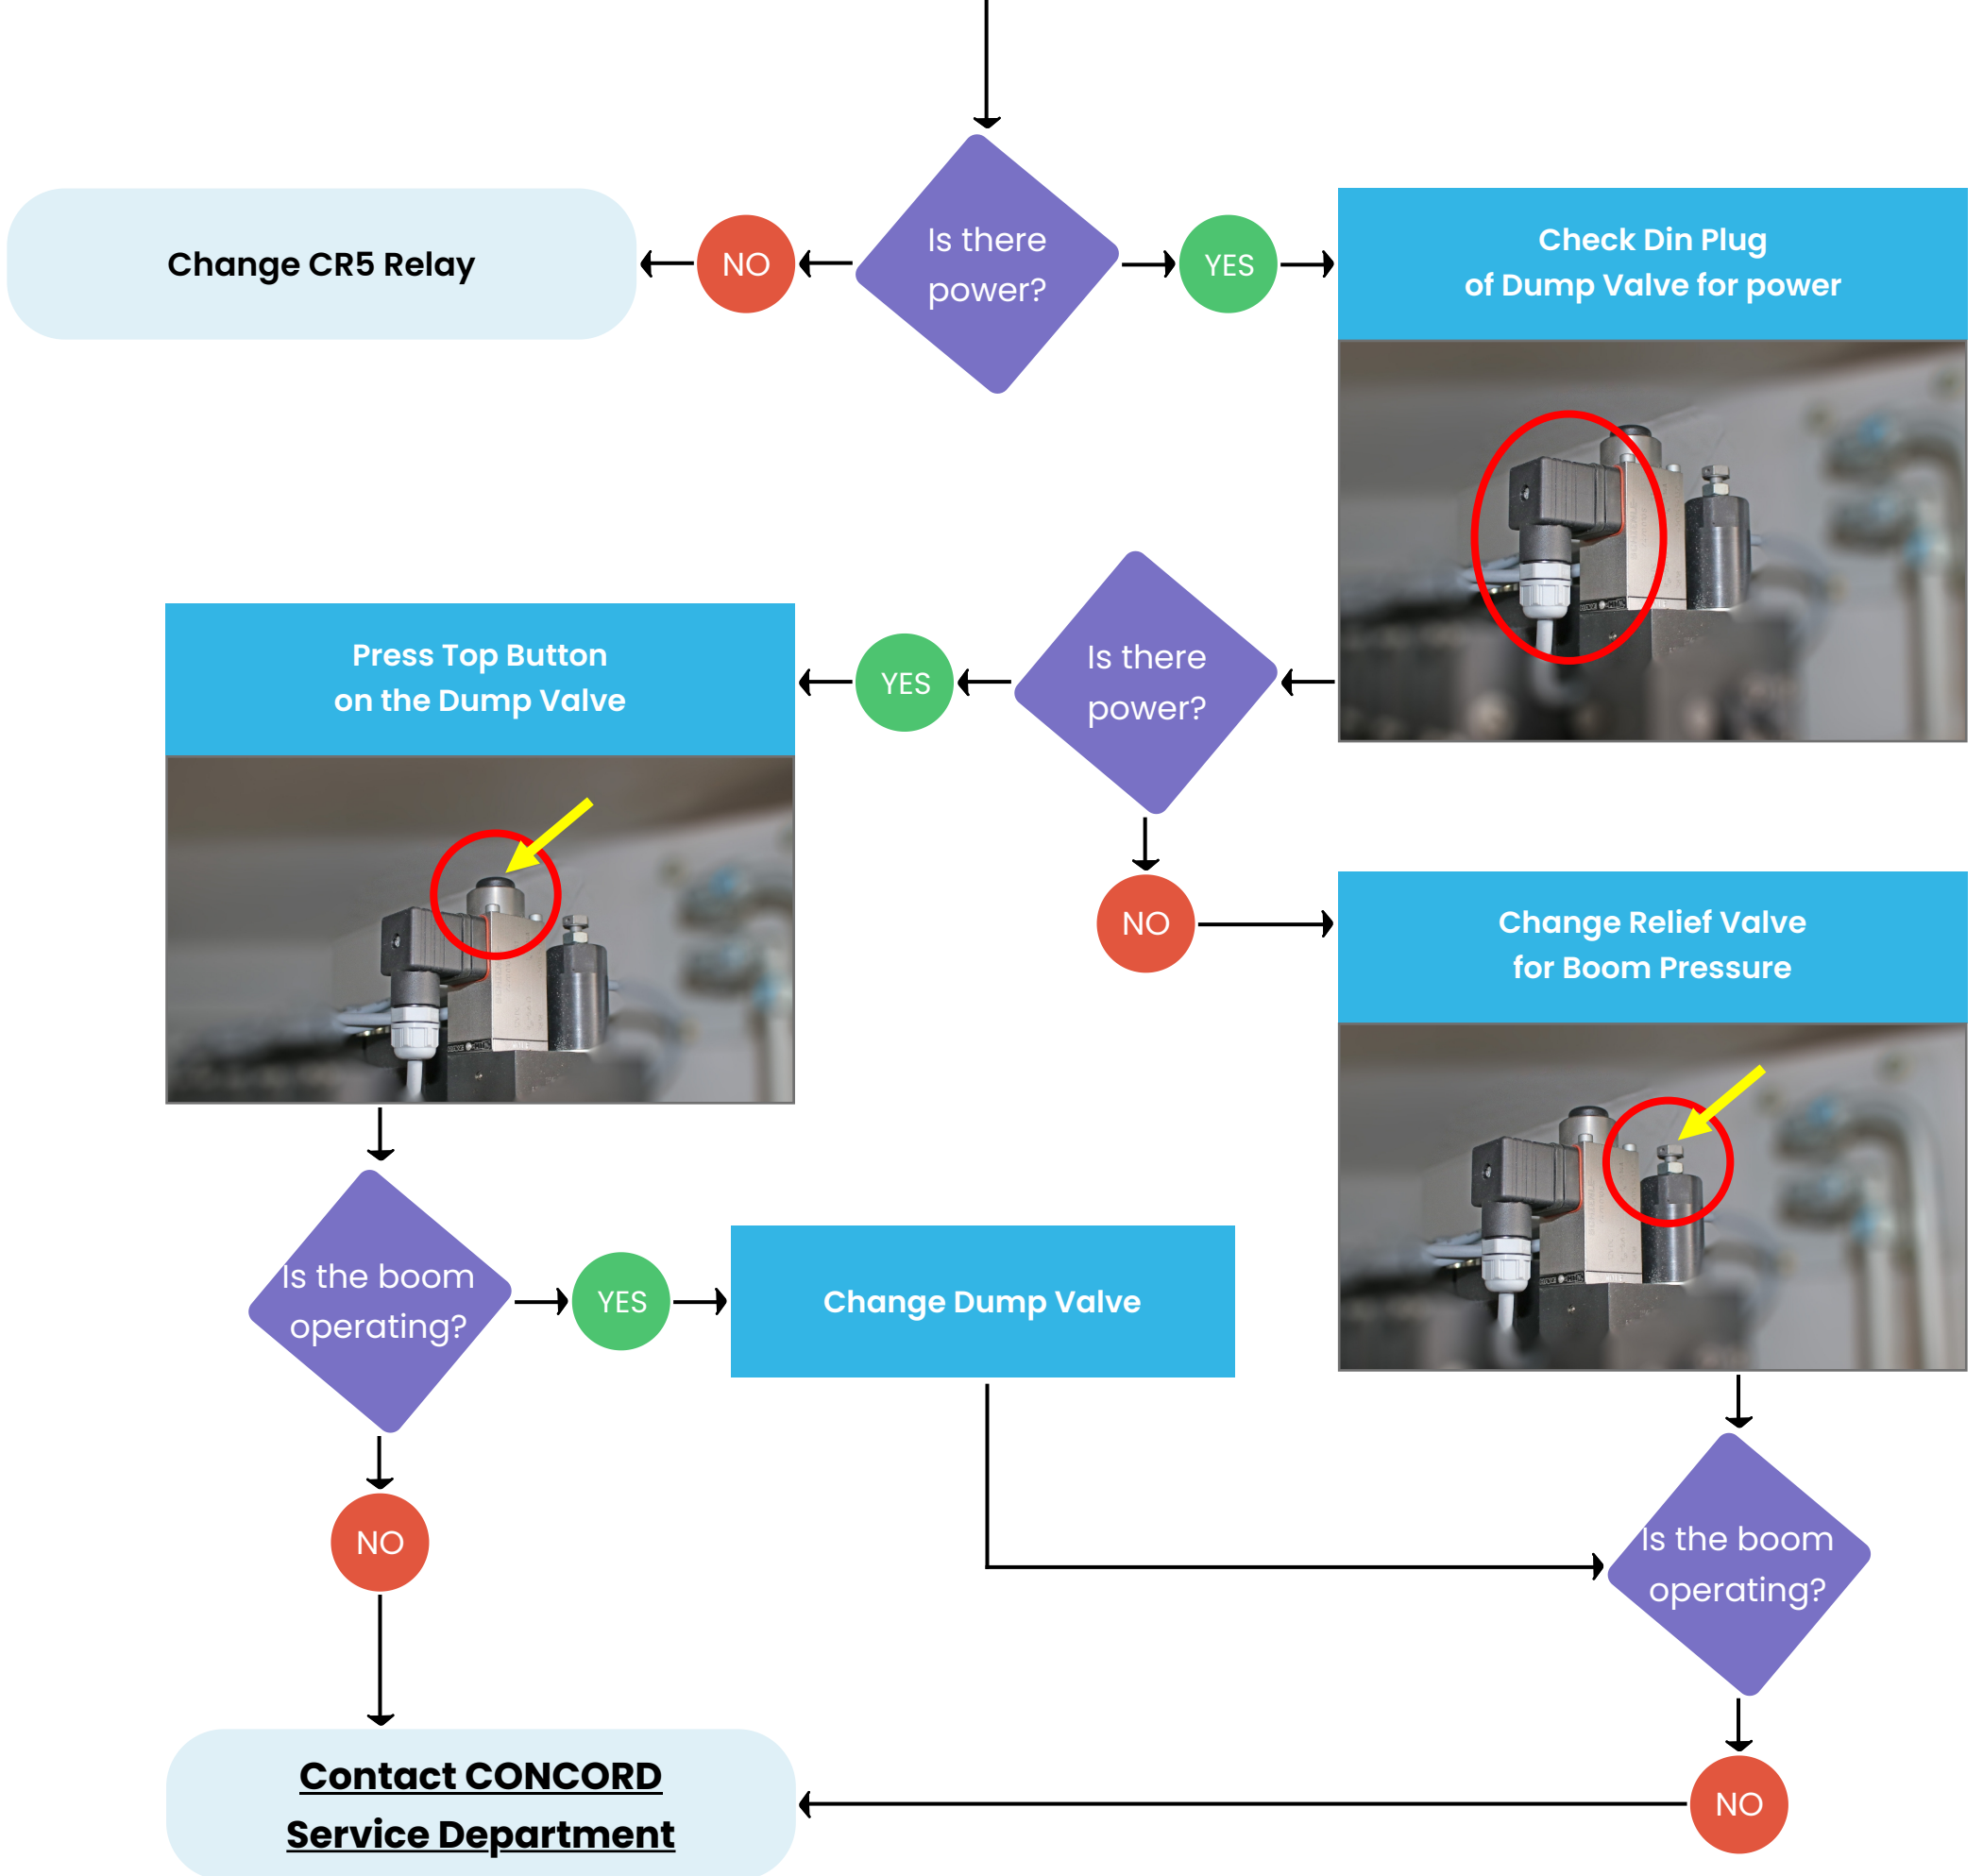 Is there
power?
NO
Change CR5 Relay
YES
Check Din Plug
of Dump Valve for power
Is there
power?
YES
Press Top Button
on the Dump Valve
NO
Change Relief Valve
for Boom Pressure
Is the boom
operating?
YES
Change Dump Valve
NO
Is the boom
operating?
NO
Contact CONCORD
Service Department